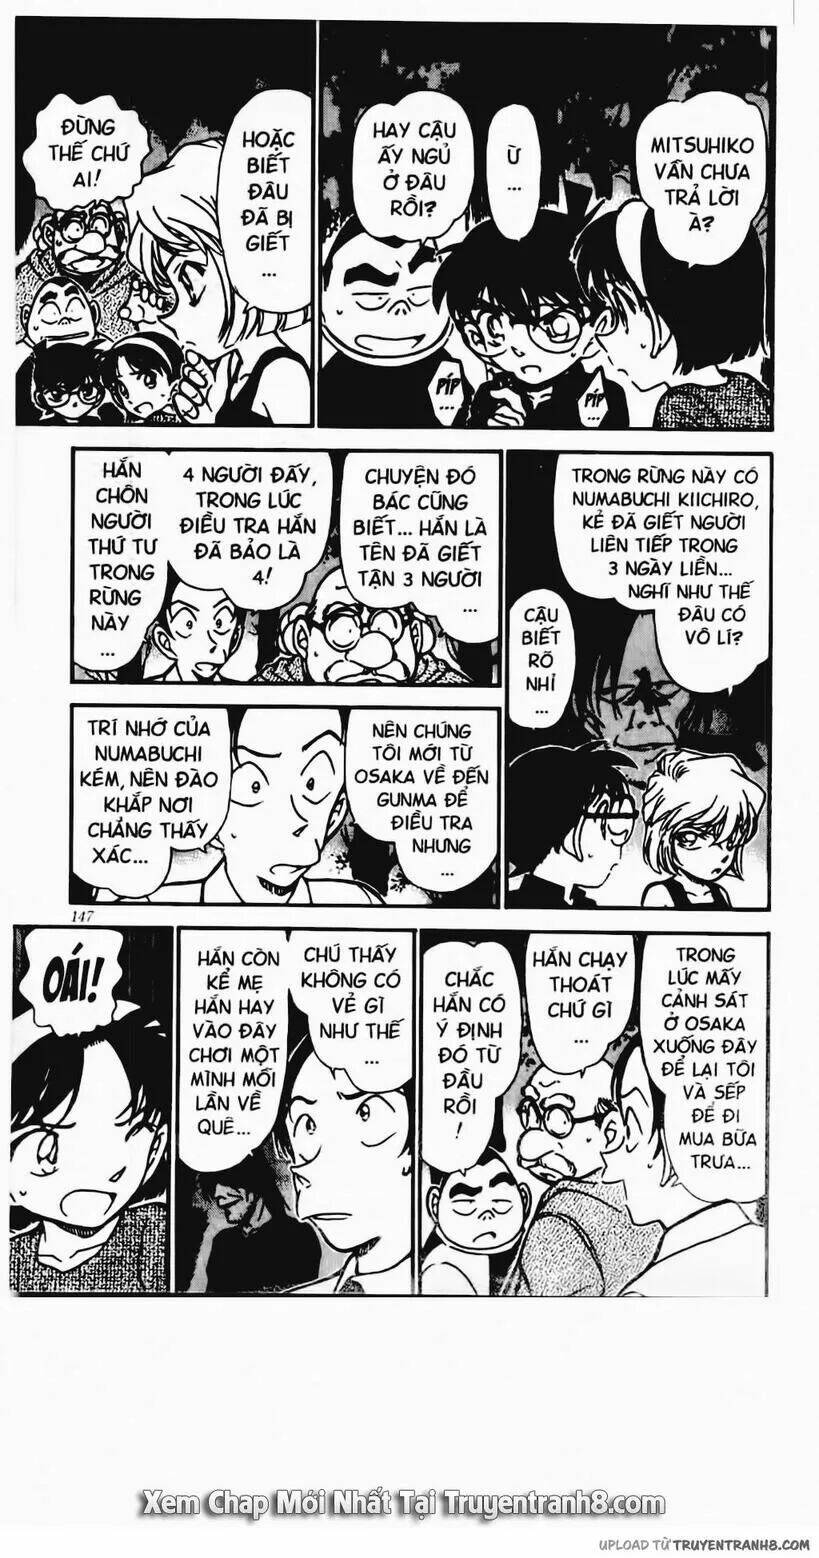 MITSUHIKO
VẪN CHƯA
TRẢ LỜI
À?
Ừ
...
HAY CẬU
ẤY NGỦ
Ở ĐÂU
RỒI?
PÍP
...
PÍP
...
HOẶC
BIẾT
ĐÂU
ĐÃ BỊ
GIẾT
...
ĐỪNG
THẾ CHỨ
AI!
TRONG RỪNG NÀY CÓ
NUMABUCHI KIICHIRO,
KẺ ĐÃ GIẾT NGƯỜI
LIÊN TIẾP TRONG
3 NGÀY LIỀN...
NGHĨ NHƯ THẾ
ĐÂU CÓ
VÔ LÍ?
CẬU
BIẾT
RÕ
NHỈ
...
CHUYỆN ĐÓ
BÁC CŨNG
BIẾT... HẮN LÀ
TÊN ĐÃ GIẾT
TẬN 3 NGƯỜI
...
4 NGƯỜI ĐẤY,
TRONG LÚC
ĐIỀU TRA HẮN
ĐÃ BẢO LÀ
4!
HẮN
CHÔN
NGƯỜI
THỨ TƯ
TRONG
RỪNG
NÀY
...
NÊN CHÚNG
TÔI MỚI TỪ
OSAKA VỀ ĐẾN
GUNMA ĐỂ
ĐIỀU TRA
NHƯNG
...
TRÍ NHỚ CỦA
NUMABUCHI
KÉM, NÊN ĐÀO
KHẮP NƠI
CHẲNG THẤY
XÁC...
147
TRONG
LÚC MẤY
CẢNH SÁT
Ở OSAKA
XUỐNG ĐÂY
ĐỂ LẠI TÔI
VÀ SẾP
ĐỂ ĐI
MUA BỮA
TRƯA...
HẮN CHẠY
THOÁT
CHỨ GÌ
...
CHẮC
HẮN CÓ
Ý ĐỊNH
ĐÓ TỪ
ĐẦU
RỒI
!
CHÚ THẤY
KHÔNG CÓ
VẺ GÌ
NHƯ THẾ
...
HẮN CÒN
KỂ MẸ
HẮN HAY
VÀO ĐÂY
CHƠI MỘT
MÌNH MỖI
LẦN VỀ
QUÊ...
OÁI!
Xem Chap Mới Nhất Tại Truyentranh8.com
UPLOAD TỪ TRUYENTRANH8.COM